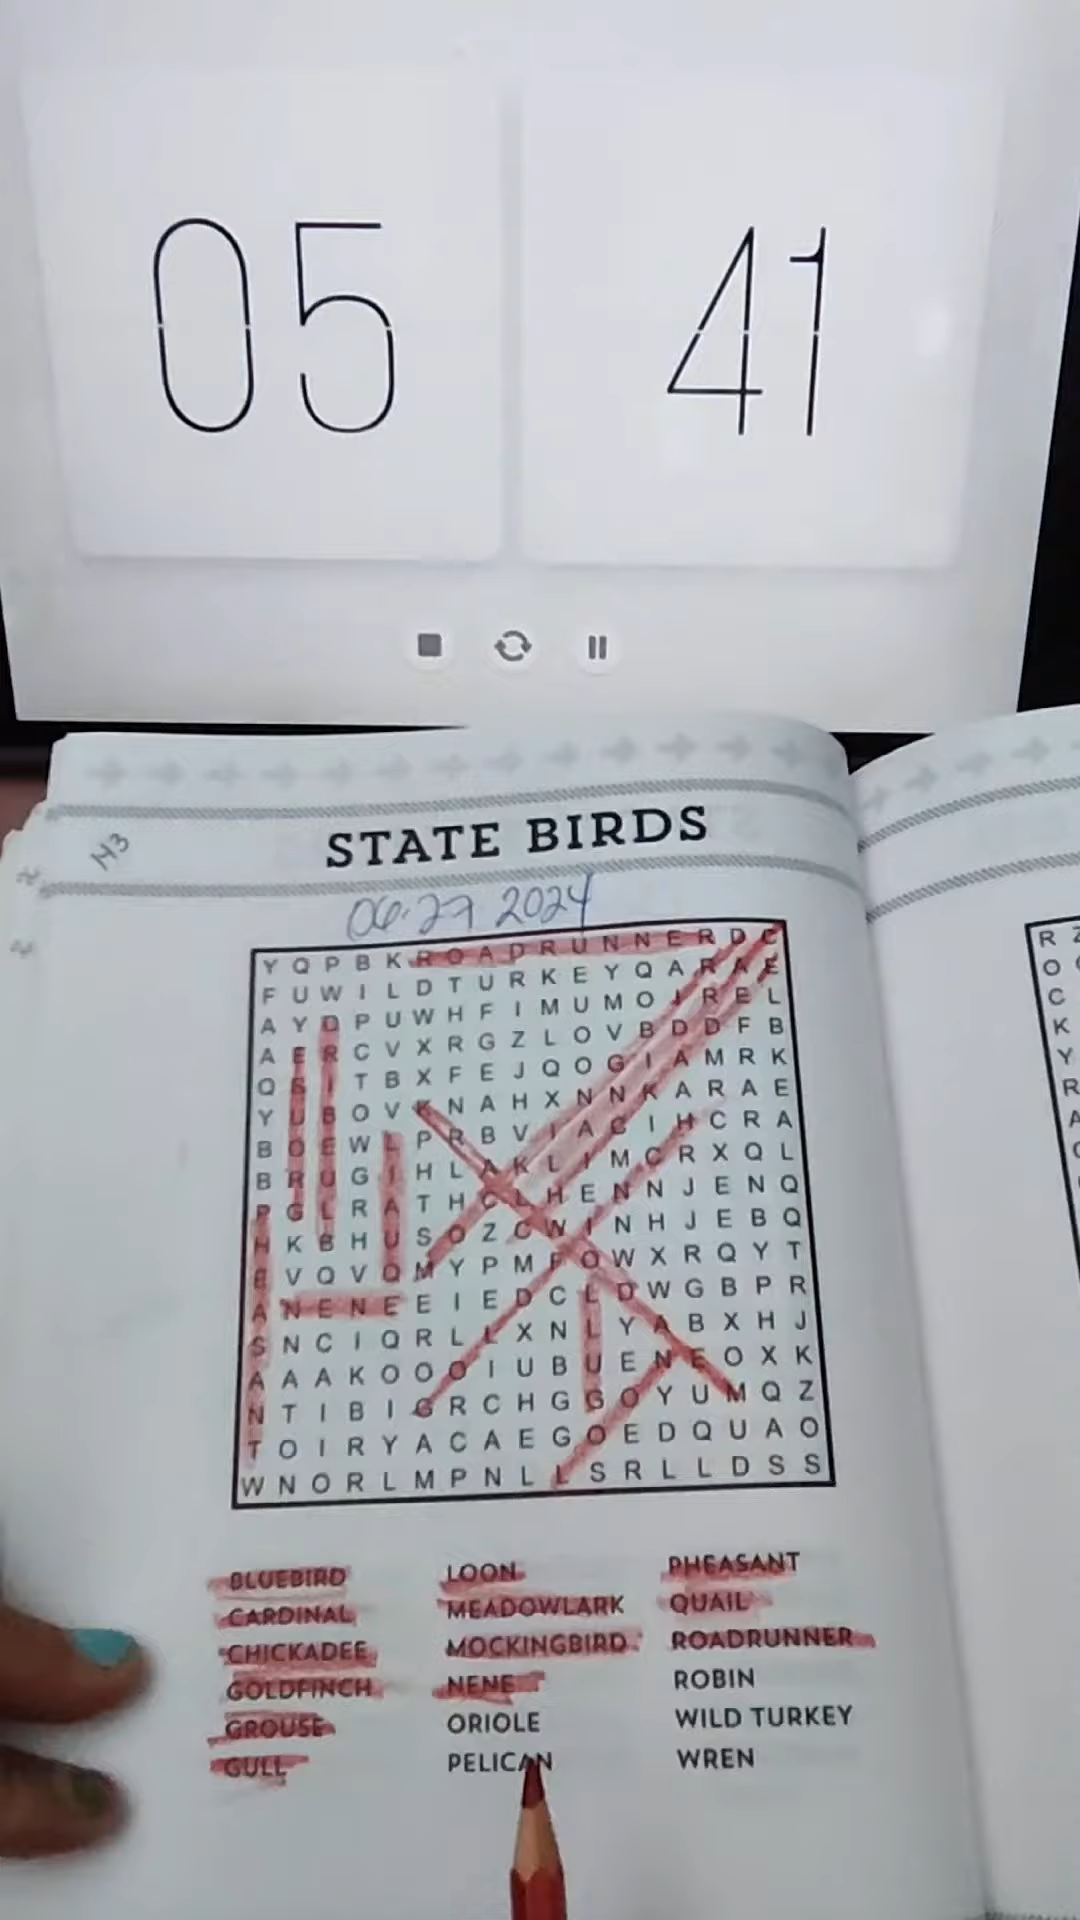 05 41
143
STATE BIRDS
06·27 2024
Y Q P B K R O A D R U N N E R D C
F U W I L D T U R K E Y Q A R A E
A Y D P U W H F I M U M O J R E L
A E R C V X R G Z L O V B D D F B
Q S I T B X F E J Q O G I A M R K
Y U B O V K N A H X N N K A R A E
B O E W L P R B V I A C I H C R A
B R U G I H L A K L I M C R X Q L
P G L R A T H C L H E N N J E N Q
H K B H U S O Z C W I N H J E B Q
E V Q V Q M Y P M F O W X R Q Y T
A N E N E E I E D C L D W G B P R
S N C I Q R L L X N L Y A B X H J
A A A K O O O I U B U E N E O X K
N T I B I G R C H G G O Y U M Q Z
T O I R Y A C A E G O E D Q U A O
W N O R L M P N L L S R L L D S S
BLUEBIRD LOON PHEASANT
CARDINAL MEADOWLARK QUAIL
CHICKADEE MOCKINGBIRD ROADRUNNER
GOLDFINCH NENE ROBIN
GROUSE ORIOLE WILD TURKEY
GULL PELICAN WREN
R Z
O
C
K
Y
R
A